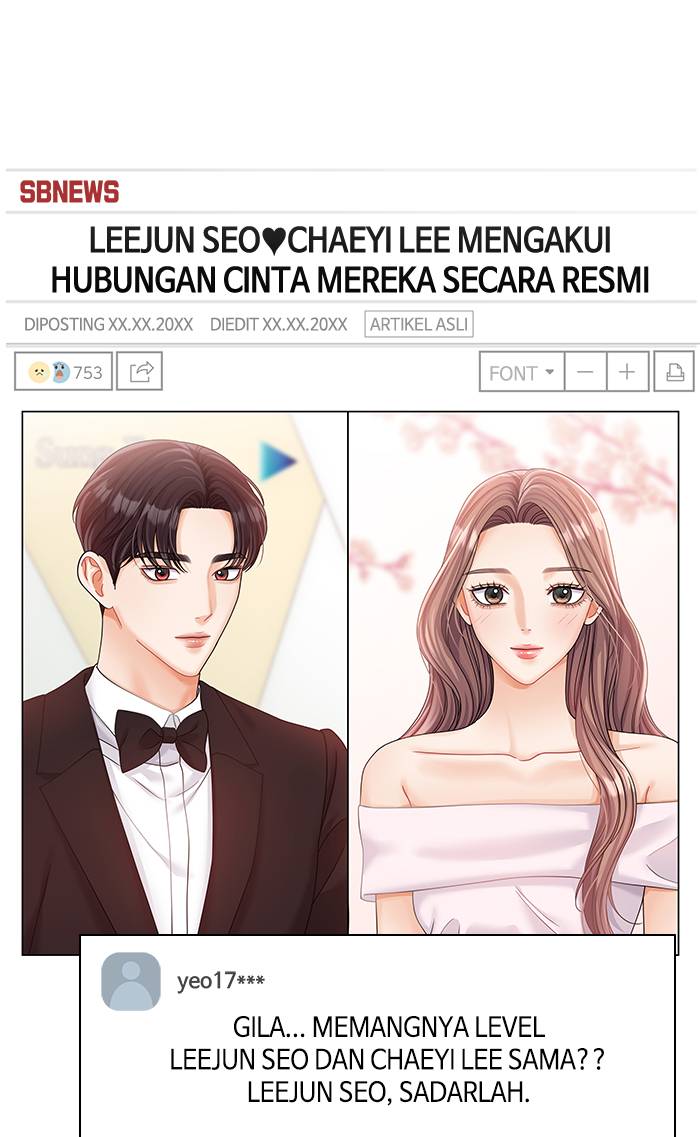 SBNEWS
LEEJUN SEO♥CHAEYI LEE MENGAKUI
HUBUNGAN CINTA MEREKA SECARA RESMI
DIPOSTING XX.XX.20XX DIEDIT XX.XX.20XX ARTIKEL ASLI
753 FONT
yeo17***
GILA... MEMANGNYA LEVEL
LEEJUN SEO DAN CHAEYI LEE SAMA??
LEEJUN SEO, SADARLAH.